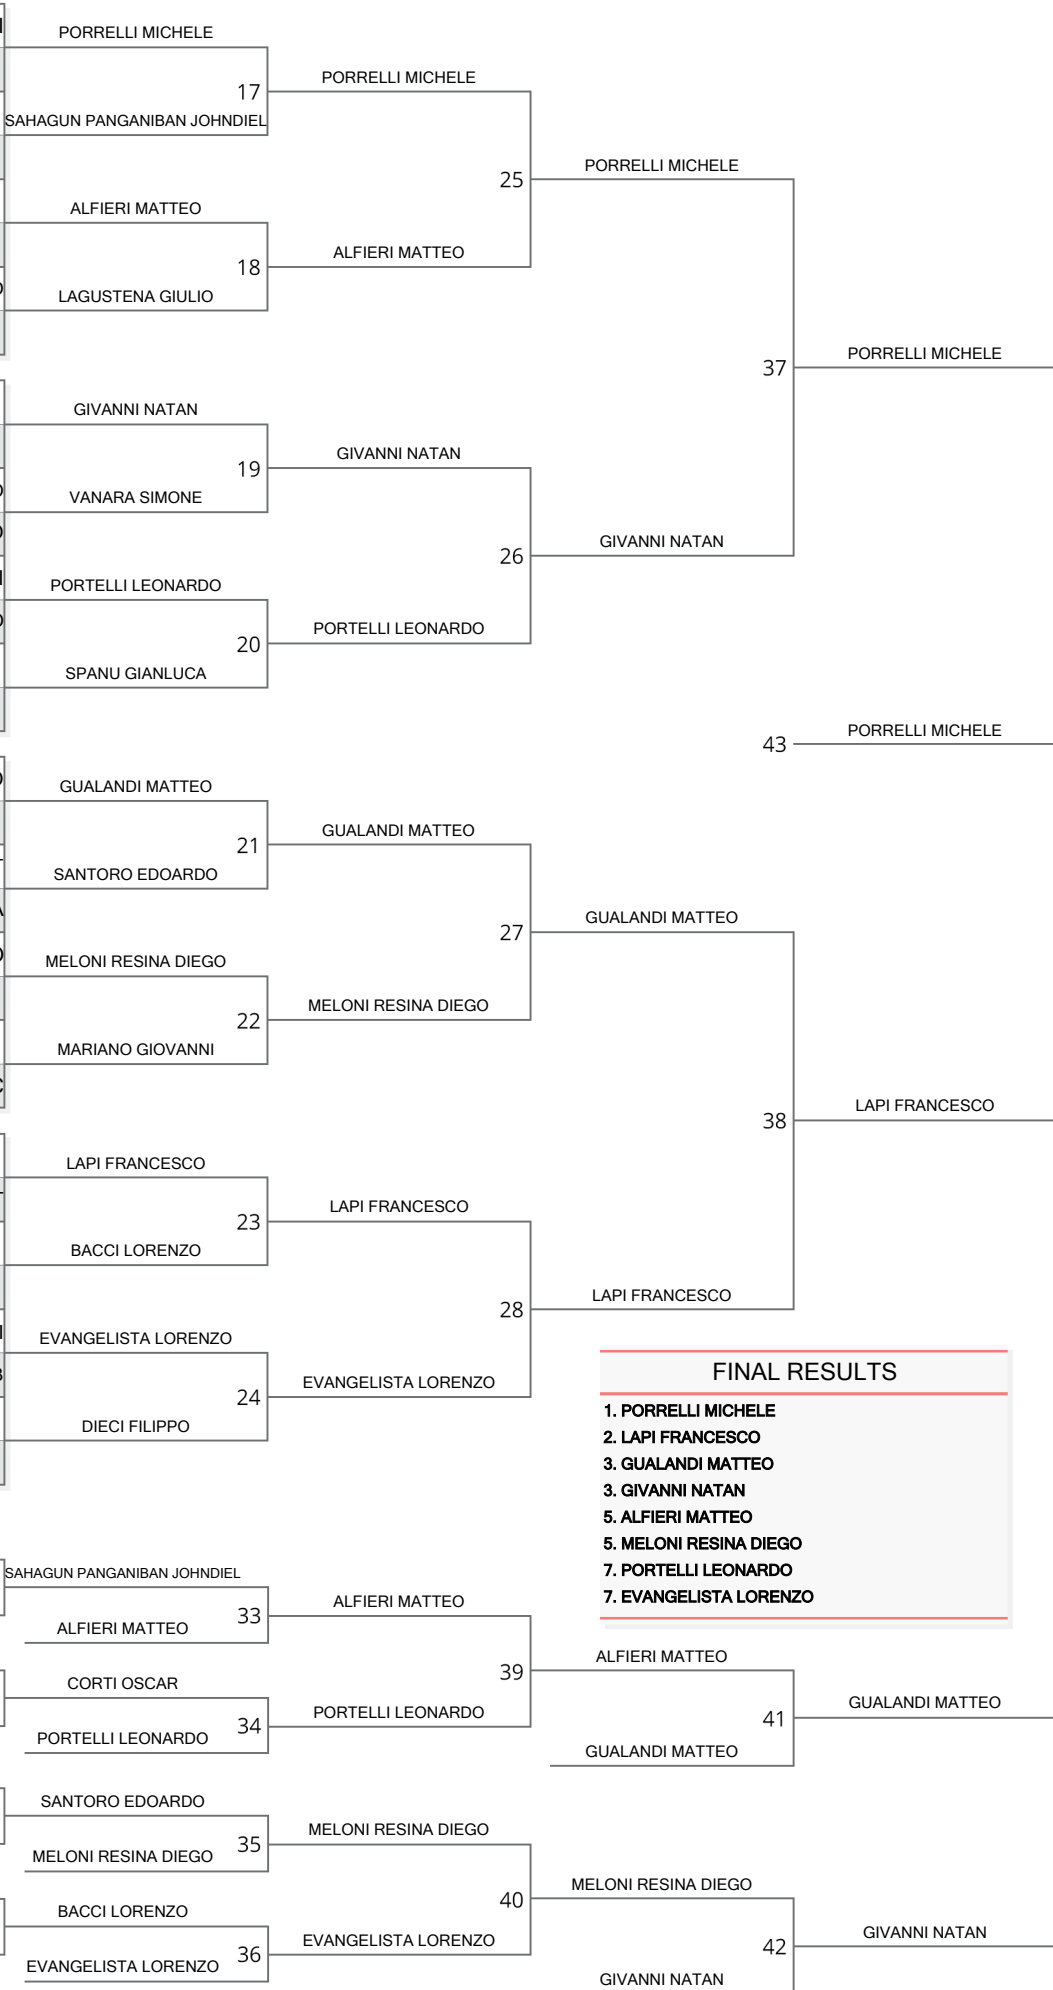 PORRELLI MICHELE
PORRELLI MICHELE
17
SAHAGUN PANGANIBAN JOHNDIEL
PORRELLI MICHELE
25
ALFIERI MATTEO
ALFIERI MATTEO
18
LAGUSTENA GIULIO
PORRELLI MICHELE
37
GIVANNI NATAN
GIVANNI NATAN
19
VANARA SIMONE
GIVANNI NATAN
26
PORTELLI LEONARDO
PORTELLI LEONARDO
20
SPANU GIANLUCA
PORRELLI MICHELE
43
GUALANDI MATTEO
GUALANDI MATTEO
21
SANTORO EDOARDO
GUALANDI MATTEO
27
MELONI RESINA DIEGO
MELONI RESINA DIEGO
22
MARIANO GIOVANNI
LAPI FRANCESCO
38
LAPI FRANCESCO
LAPI FRANCESCO
23
BACCI LORENZO
LAPI FRANCESCO
28
EVANGELISTA LORENZO
EVANGELISTA LORENZO
24
DIECI FILIPPO
FINAL RESULTS
1. PORRELLI MICHELE
2. LAPI FRANCESCO
3. GUALANDI MATTEO
3. GIVANNI NATAN
5. ALFIERI MATTEO
5. MELONI RESINA DIEGO
7. PORTELLI LEONARDO
7. EVANGELISTA LORENZO
SAHAGUN PANGANIBAN JOHNDIEL
ALFIERI MATTEO
33
ALFIERI MATTEO
ALFIERI MATTEO
39
CORTI OSCAR
PORTELLI LEONARDO
34
PORTELLI LEONARDO
GUALANDI MATTEO
41
GUALANDI MATTEO
SANTORO EDOARDO
MELONI RESINA DIEGO
35
MELONI RESINA DIEGO
MELONI RESINA DIEGO
40
BACCI LORENZO
EVANGELISTA LORENZO
36
EVANGELISTA LORENZO
GIVANNI NATAN
42
GIVANNI NATAN